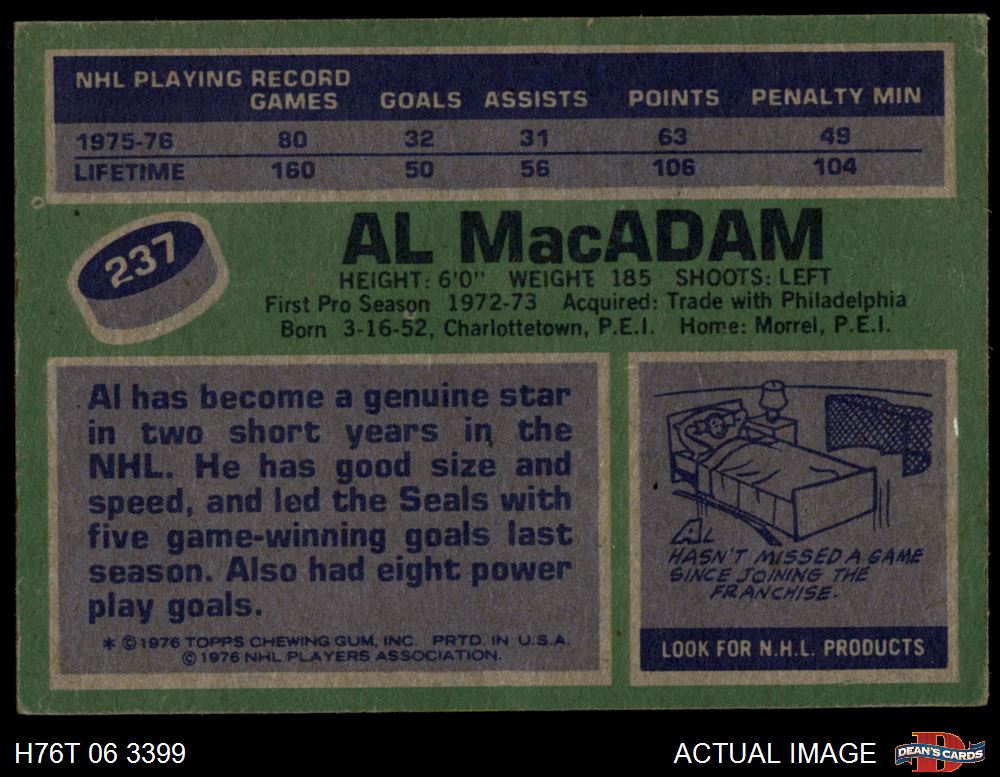 NHL PLAYING RECORD
GAMES GOALS ASSISTS POINTS PENALTY MIN
1975-76 80 32 31 63 49
LIFETIME 160 50 56 106 104
237
AL MacADAM
HEIGHT: 6'0" WEIGHT 185 SHOOTS: LEFT
First Pro Season 1972-73 Acquired: Trade with Philadelphia
Born 3-16-52, Charlottetown, P.E.I. Home: Morrel, P.E.I.
Al has become a genuine star
in two short years in the
NHL. He has good size and
speed, and led the Seals with
five game-winning goals last
season. Also had eight power
play goals.
* ©1976 TOPPS CHEWING GUM, INC. PRTD. IN U.S.A.
©1976 NHL PLAYERS ASSOCIATION.
AL
HASN'T MISSED A GAME
SINCE JOINING THE
FRANCHISE.
LOOK FOR N.H.L. PRODUCTS
H76T 06 3399
ACTUAL IMAGE
D
DEAN'S CARDS